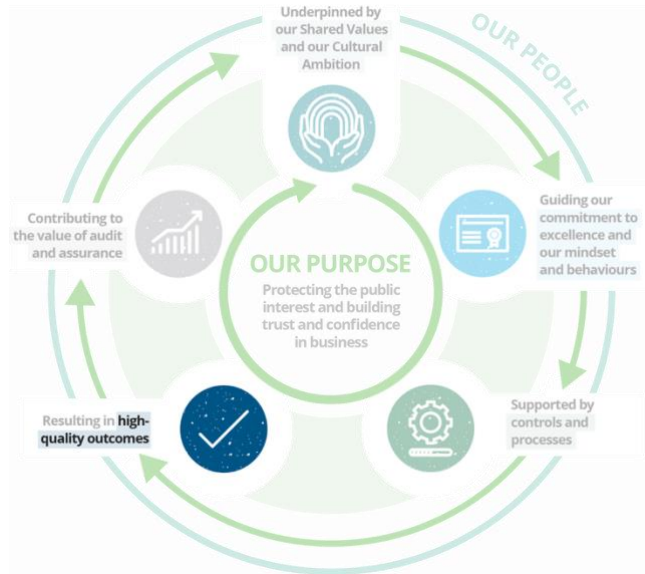 Underpinned by
our Shared Values
and our Cultural
Ambition
OUR PEOPLE
Guiding our
commitment to
excellence and
our mindset
and behaviours
Contributing to
the value of audit
and assurance
OUR PURPOSE
Protecting the public
interest and building
trust and confidence
in business
Resulting in high-
quality outcomes
Supported by
controls and
processes